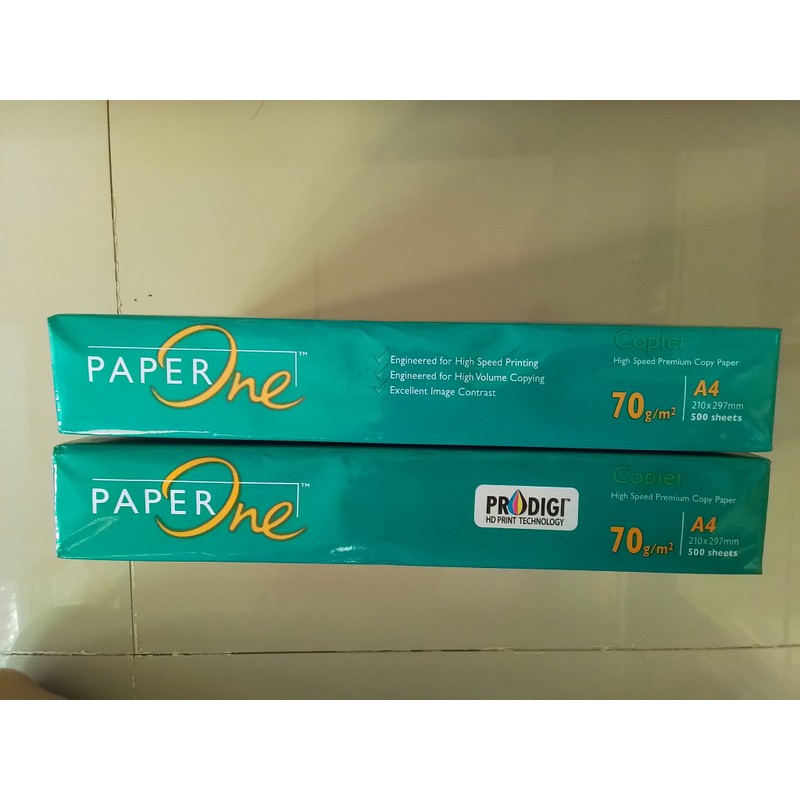 PAPER One™
Engineered for High Speed Printing
Engineered for High Volume Copying
Excellent Image Contrast
Copier
High Speed Premium Copy Paper
70g/m²
A4
210x297mm
500 sheets
PAPER One™
PRODIGI™
HD PRINT TECHNOLOGY
Copier
High Speed Premium Copy Paper
70g/m²
A4
210x297mm
500 sheets